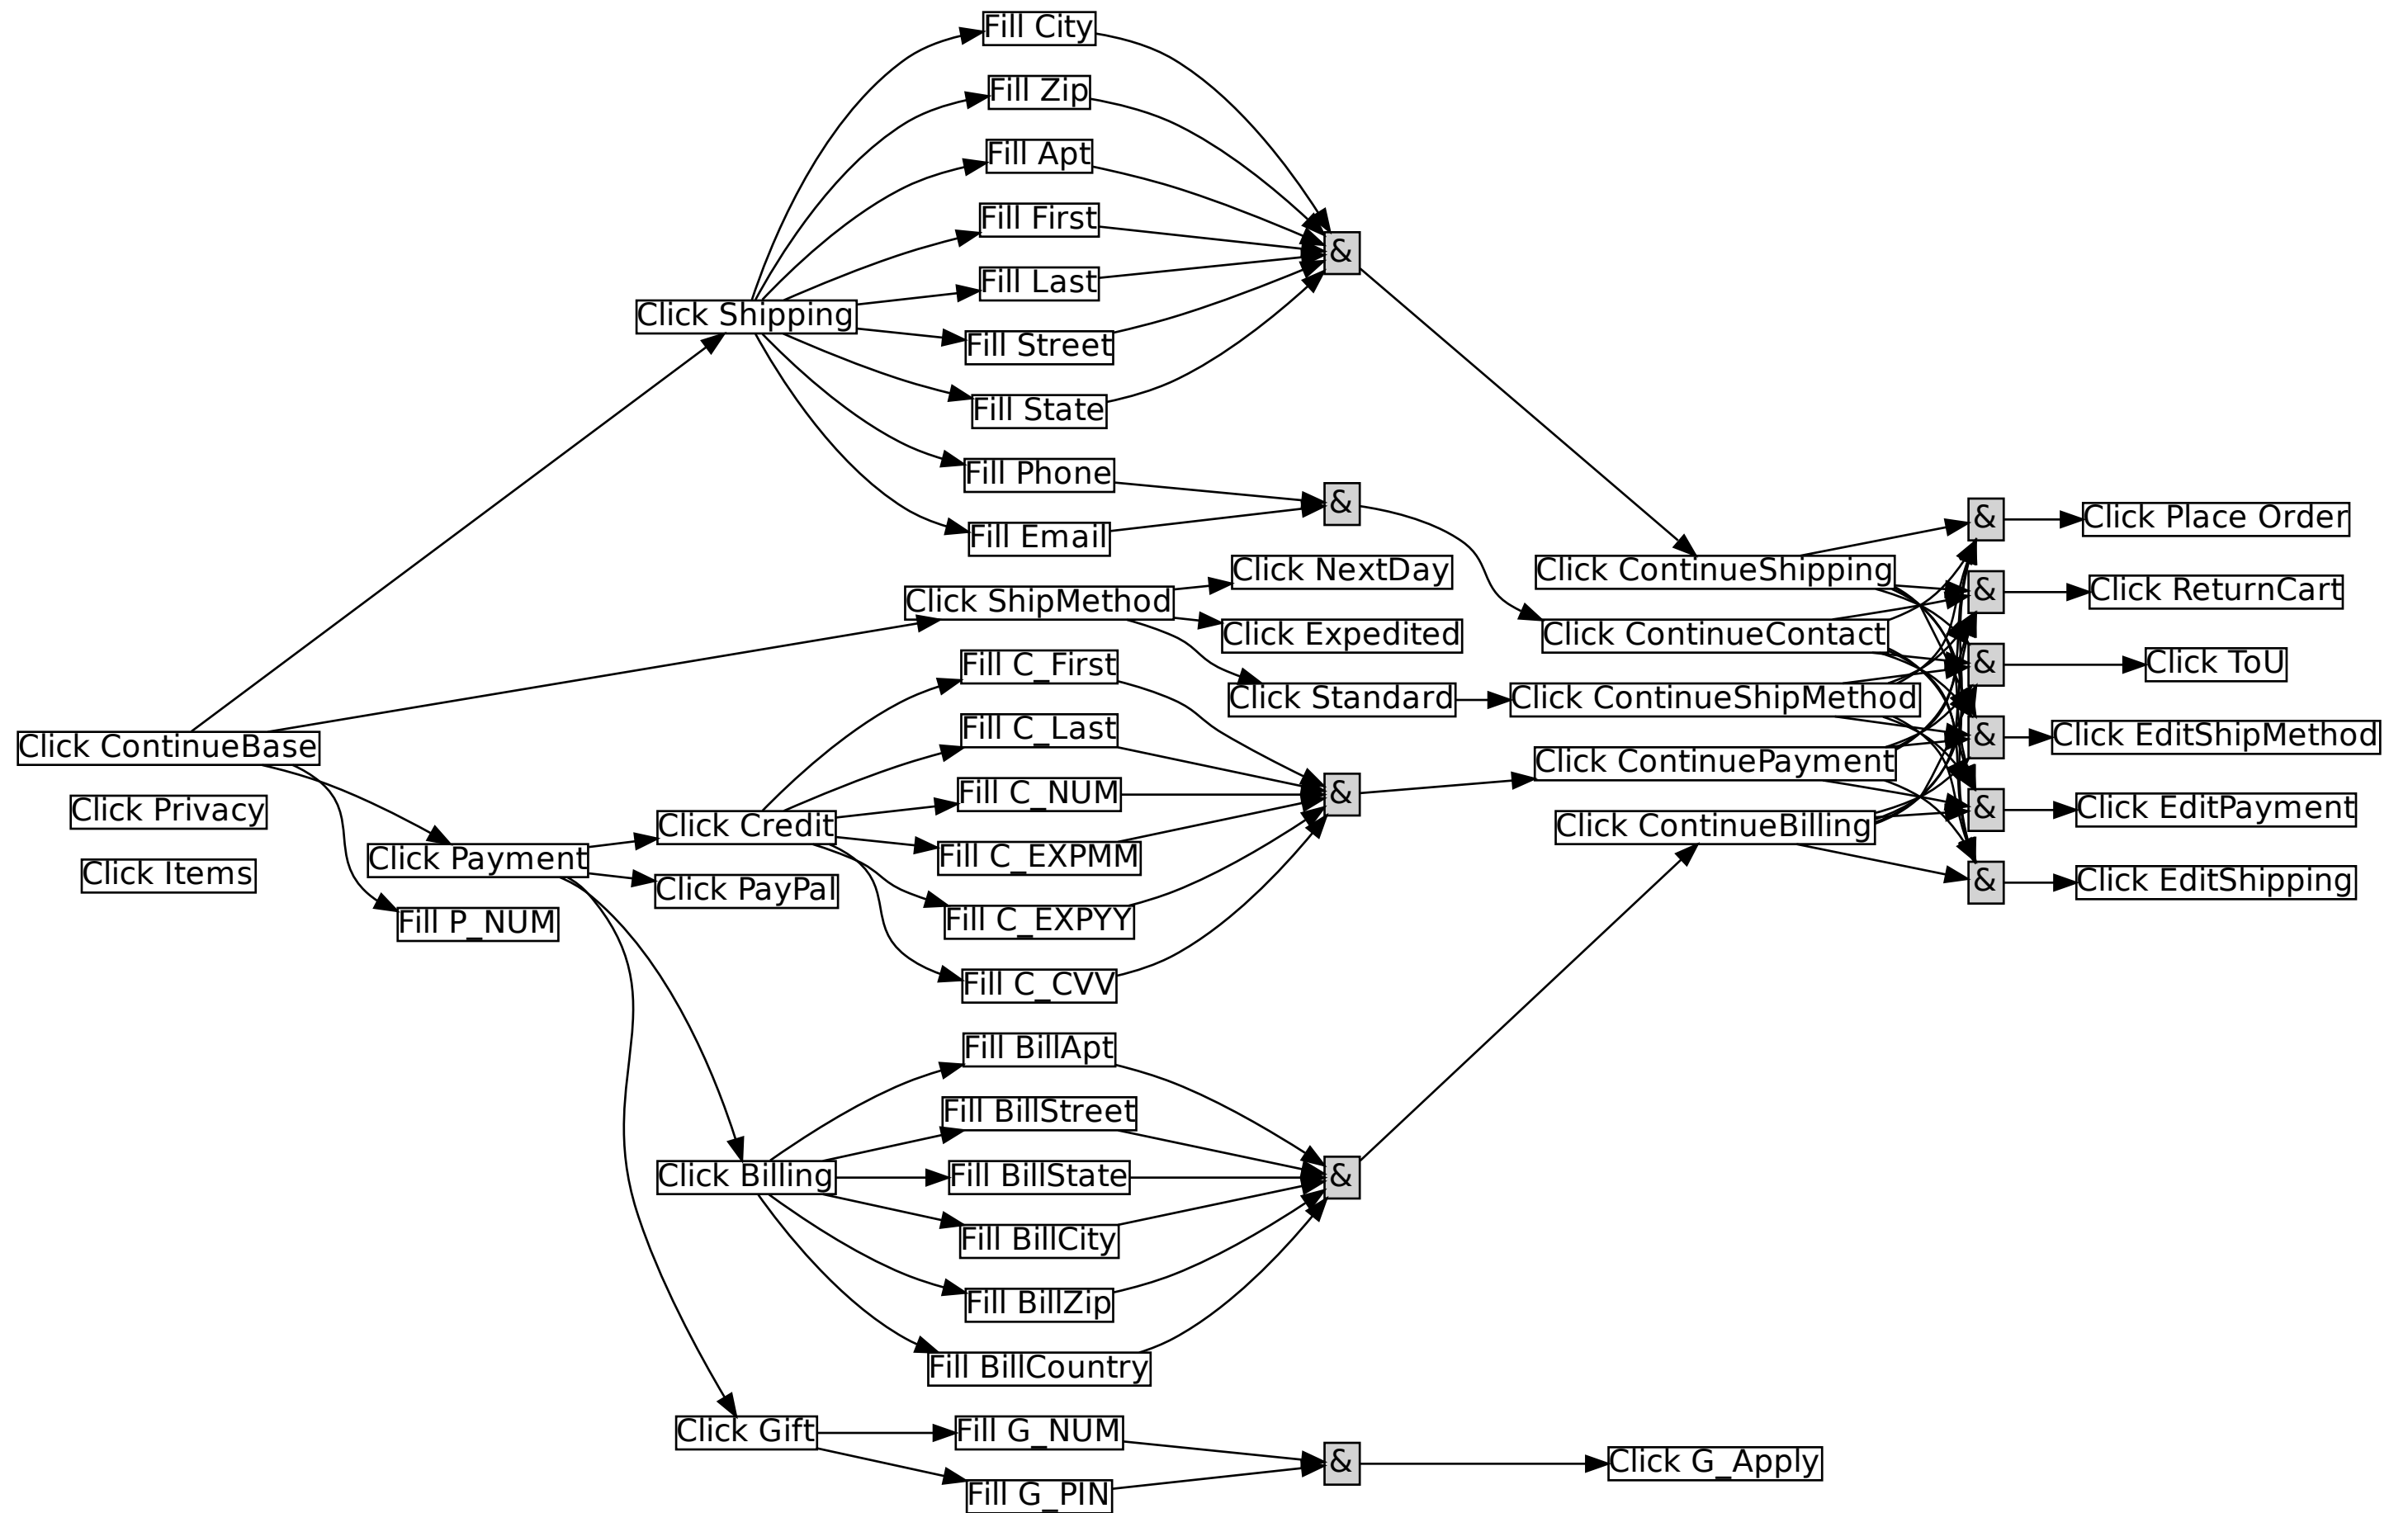 Fill City
Fill Zip
Fill Apt
Fill First
&
Fill Last
Click Shipping
Fill Street
Fill State
Fill Phone
&
Fill Email
&
Click Place Order
Click NextDay
Click ContinueShipping
&
Click ReturnCart
Click ShipMethod
Click Expedited
Click ContinueContact
Fill C_First
&
Click ToU
Click Standard
Click ContinueShipMethod
Fill C_Last
&
Click EditShipMethod
Click ContinueBase
Click ContinuePayment
Fill C_NUM
&
Click Privacy
&
Click EditPayment
Click Credit
Click ContinueBilling
Click Payment
Fill C_EXPMM
Click Items
Click PayPal
&
Click EditShipping
Fill P_NUM
Fill C_EXPYY
Fill C_CVV
Fill BillApt
Fill BillStreet
Click Billing
Fill BillState
&
Fill BillCity
Fill BillZip
Fill BillCountry
Click Gift
Fill G_NUM
&
Click G_Apply
Fill G_PIN